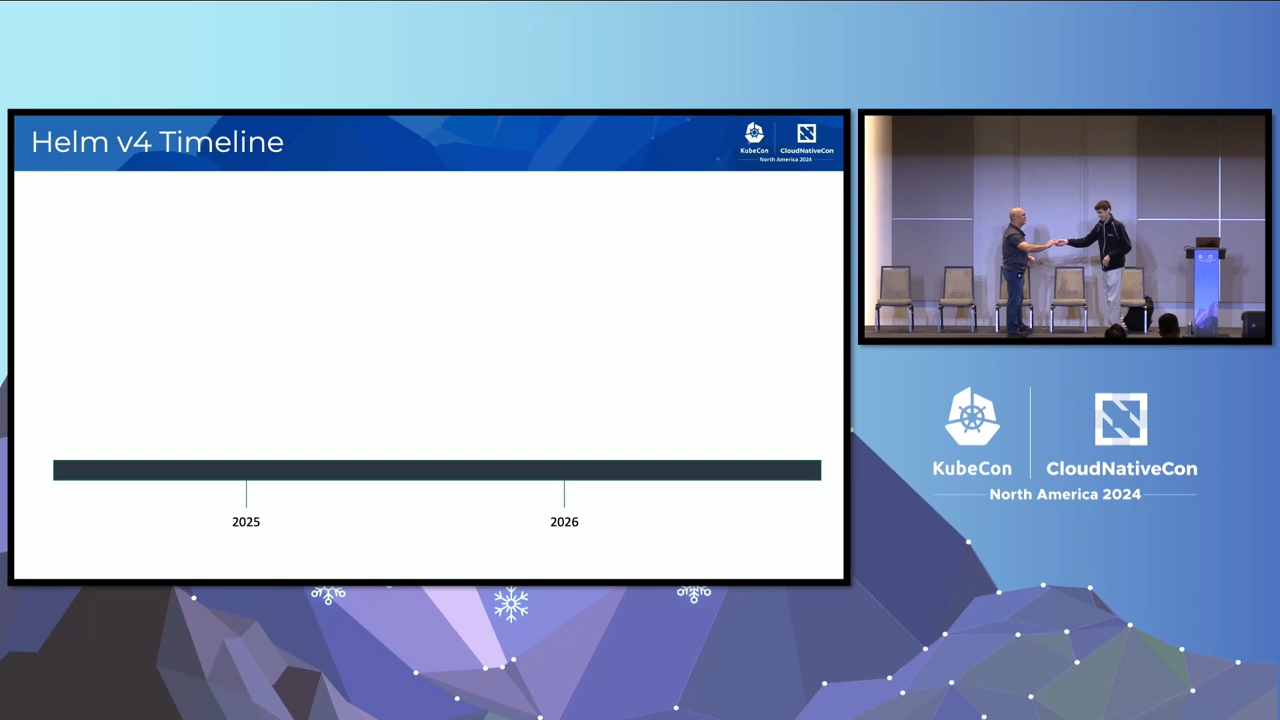 Helm v4 Timeline
KubeCon
CloudNativeCon
North America 2024
2025
2026
KubeCon
CloudNativeCon
North America 2024